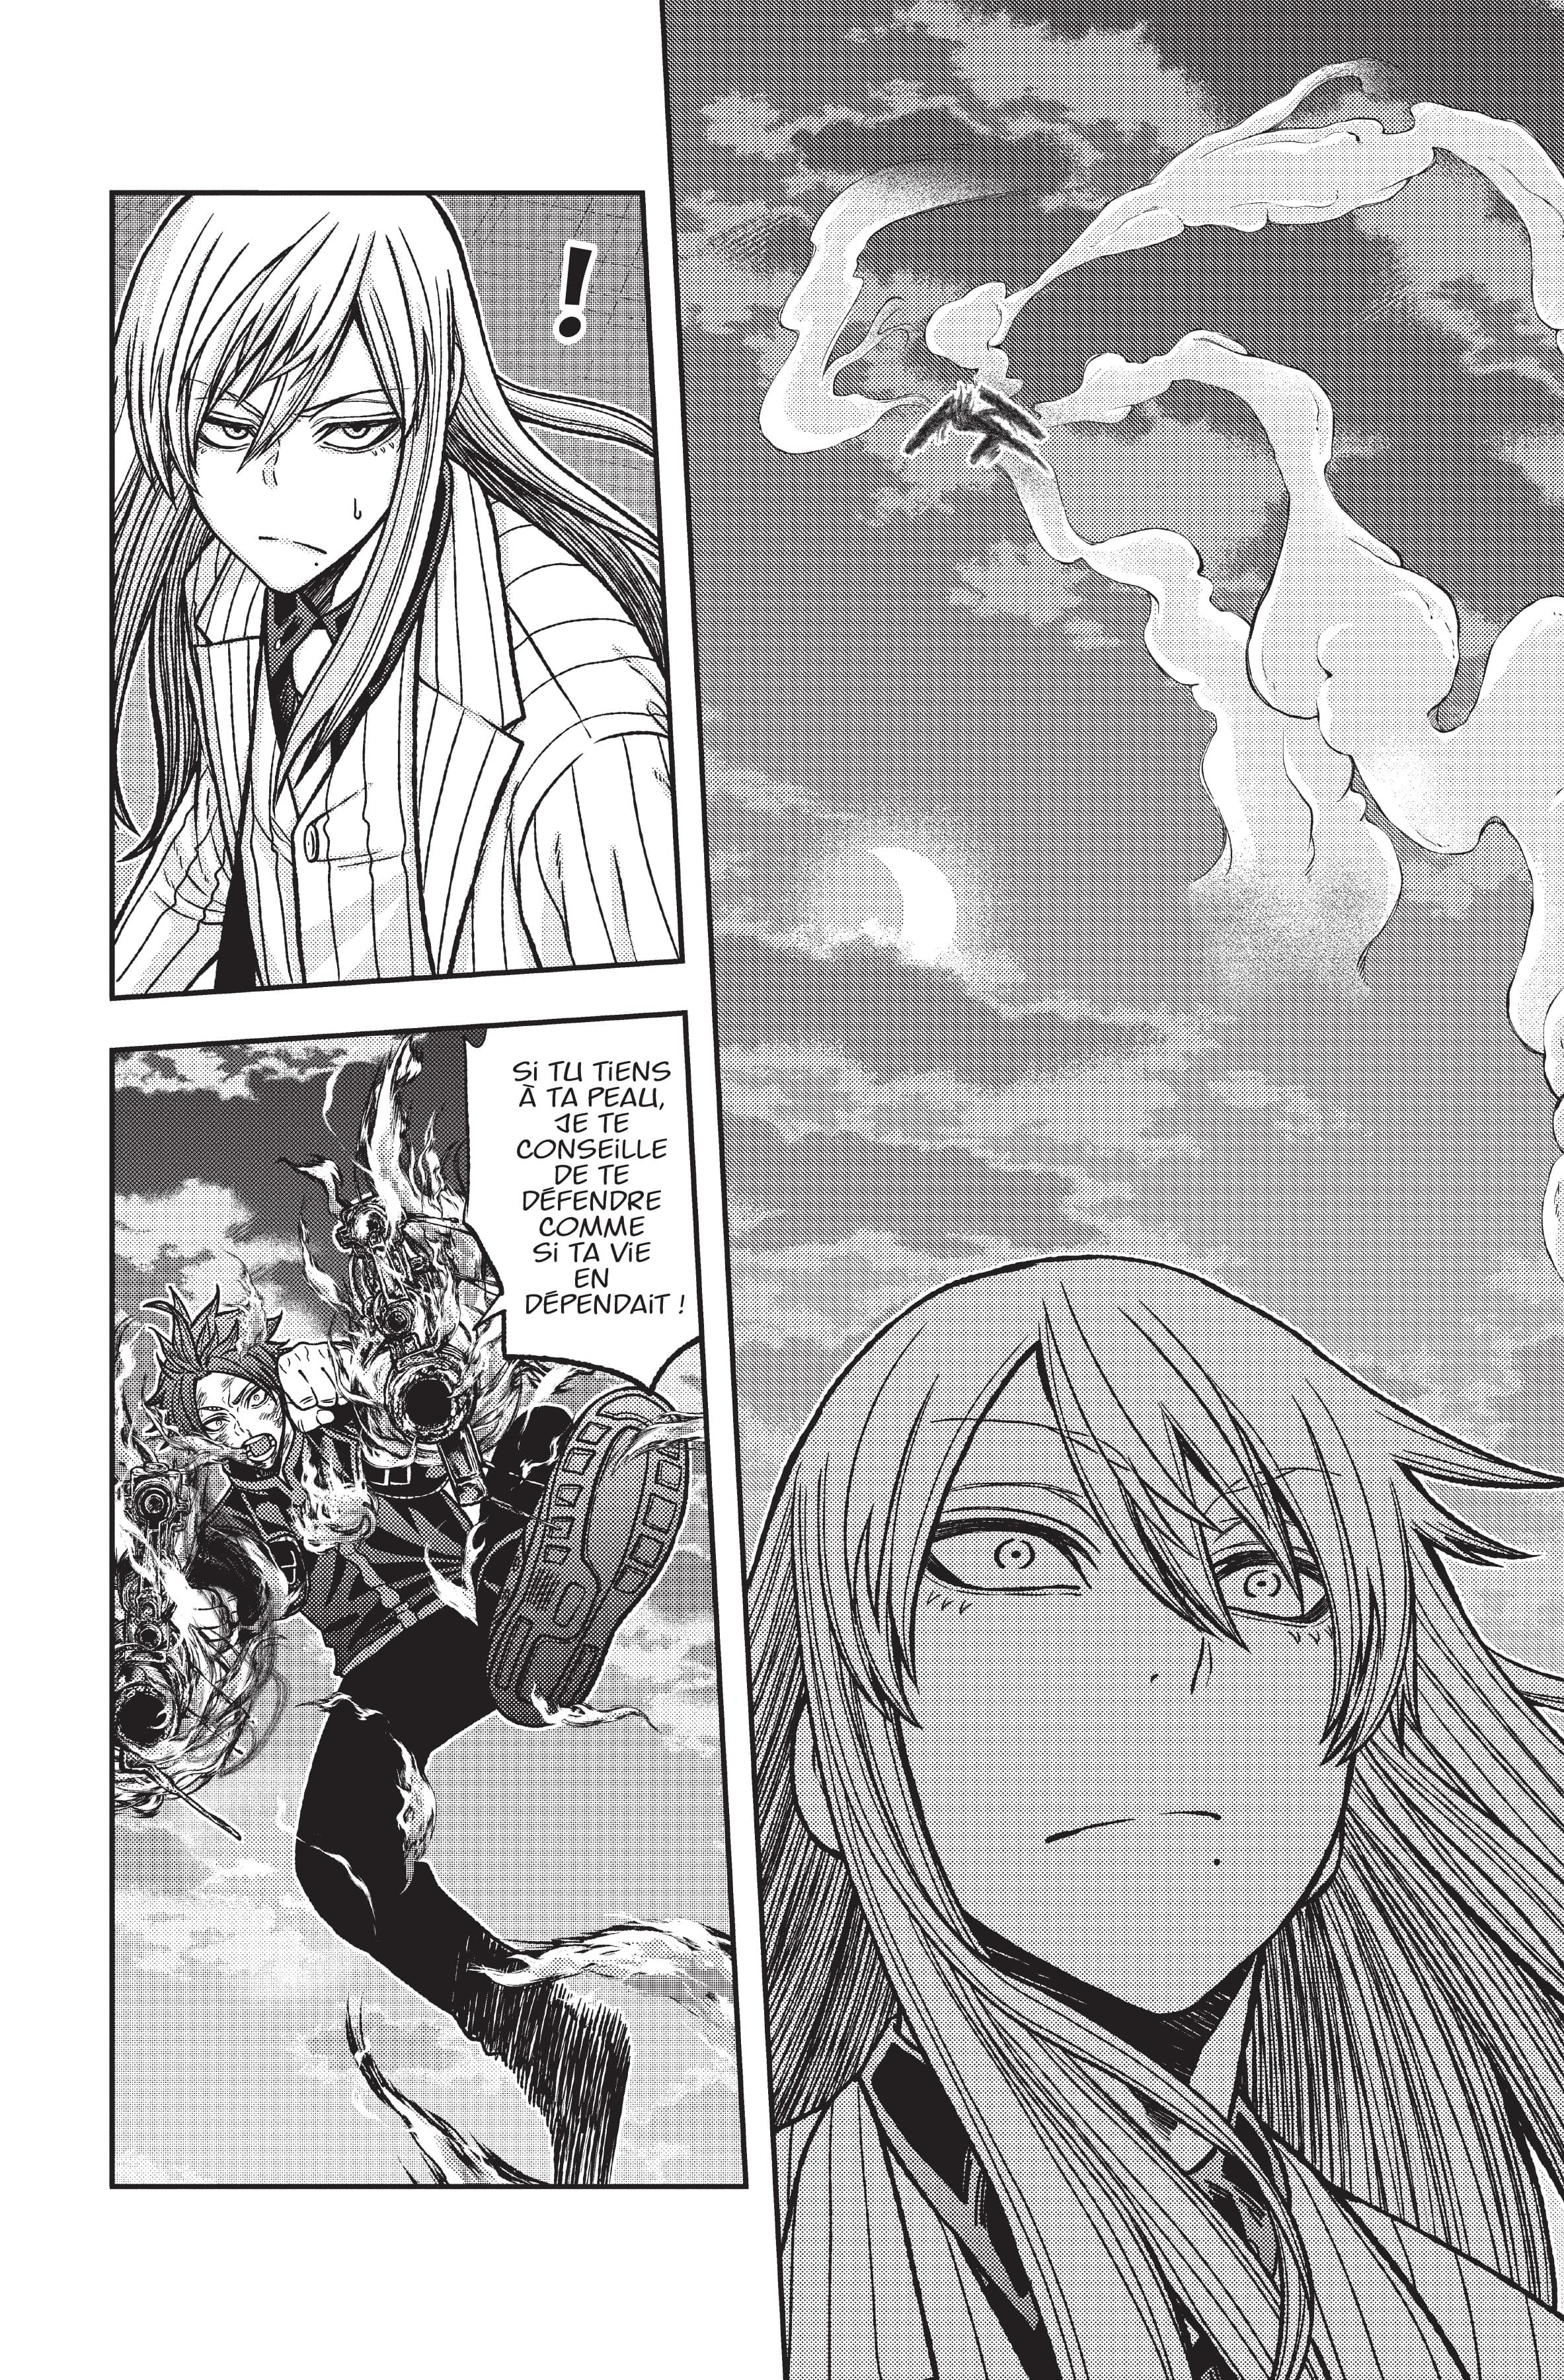 !
SI TU TIENS
À TA PEAU,
JE TE
CONSEILLE
DE TE
DÉFENDRE
COMME
SI TA VIE
EN
DÉPENDAIT !